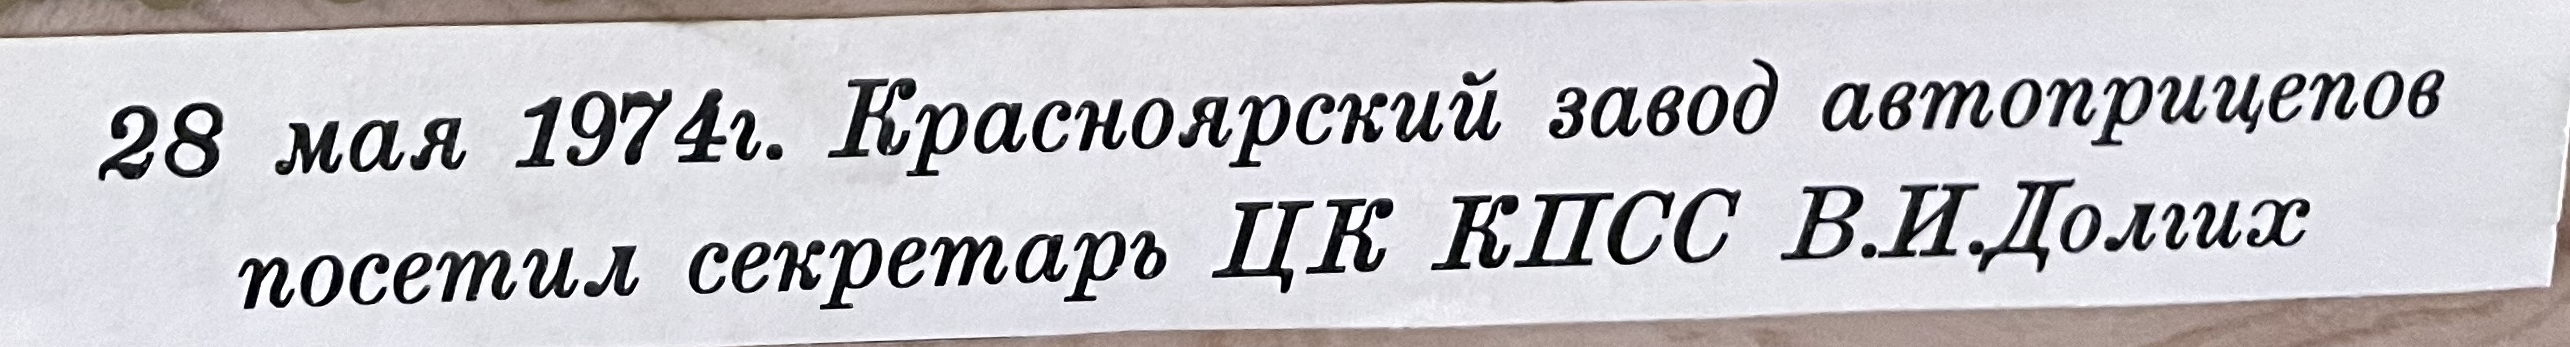 28 мая 1974г. Красноярский завод автоприцепов
посетил секретарь ЦК КПСС В.И.Долгих